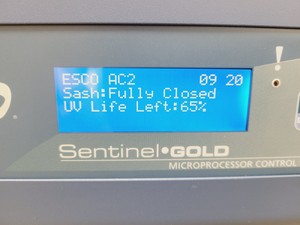 ESCO AC2 09 20
Sash:Fully Closed
UV Life Left:65%
Sentinel•GOLD
MICROPROCESSOR CONTROL
!